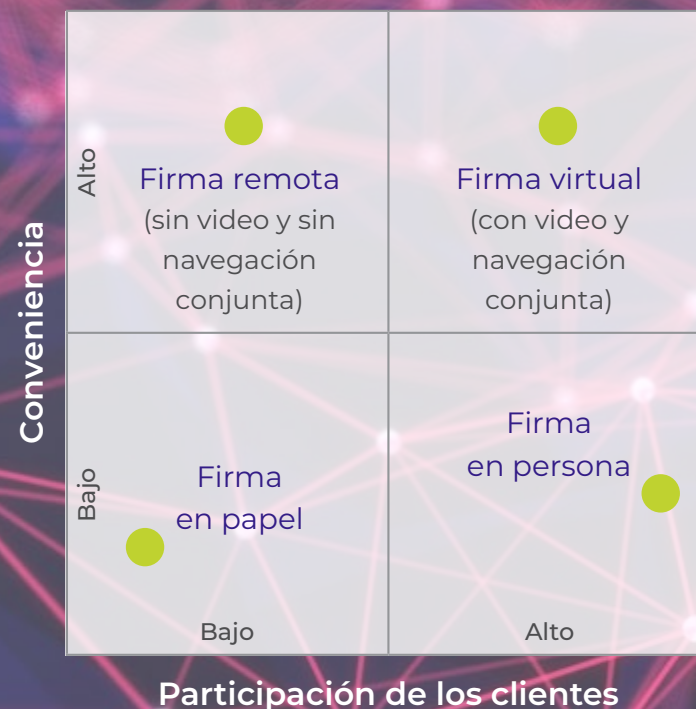 Conveniencia
Alto
Firma remota
(sin video y sin
navegación
conjunta)
Firma virtual
(con video y
navegación
conjunta)
Bajo
Firma
en papel
Firma
en persona
Bajo
Alto
Participación de los clientes